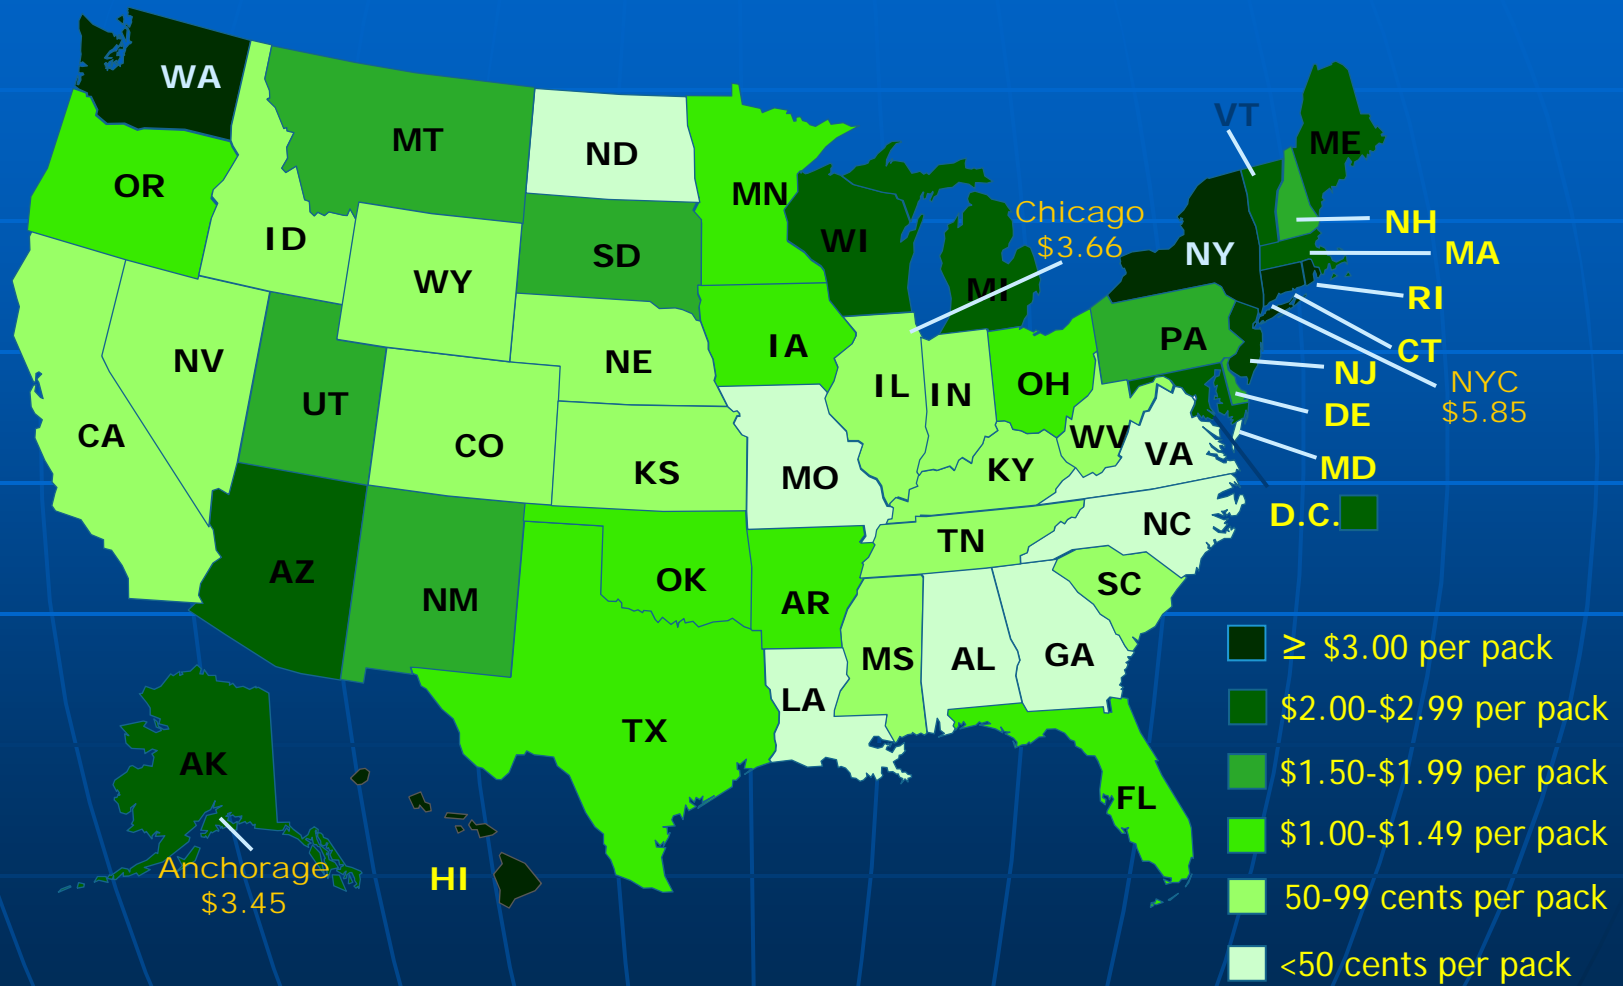 WA
MT
ND
MN
VT
ME
OR
ID
WY
SD
WI
MI
Chicago
$3.66
NY
NH
MA
RI
CT
NYC
$5.85
NJ
DE
MD
D.C.
NV
UT
CA
CO
NE
KS
IA
IL
IN
OH
PA
WV
VA
KY
MO
NC
TN
SC
AZ
NM
OK
AR
MS
AL
GA
LA
TX
FL
AK
Anchorage
$3.45
HI
≥ $3.00 per pack
$2.00-$2.99 per pack
$1.50-$1.99 per pack
$1.00-$1.49 per pack
50-99 cents per pack
<50 cents per pack